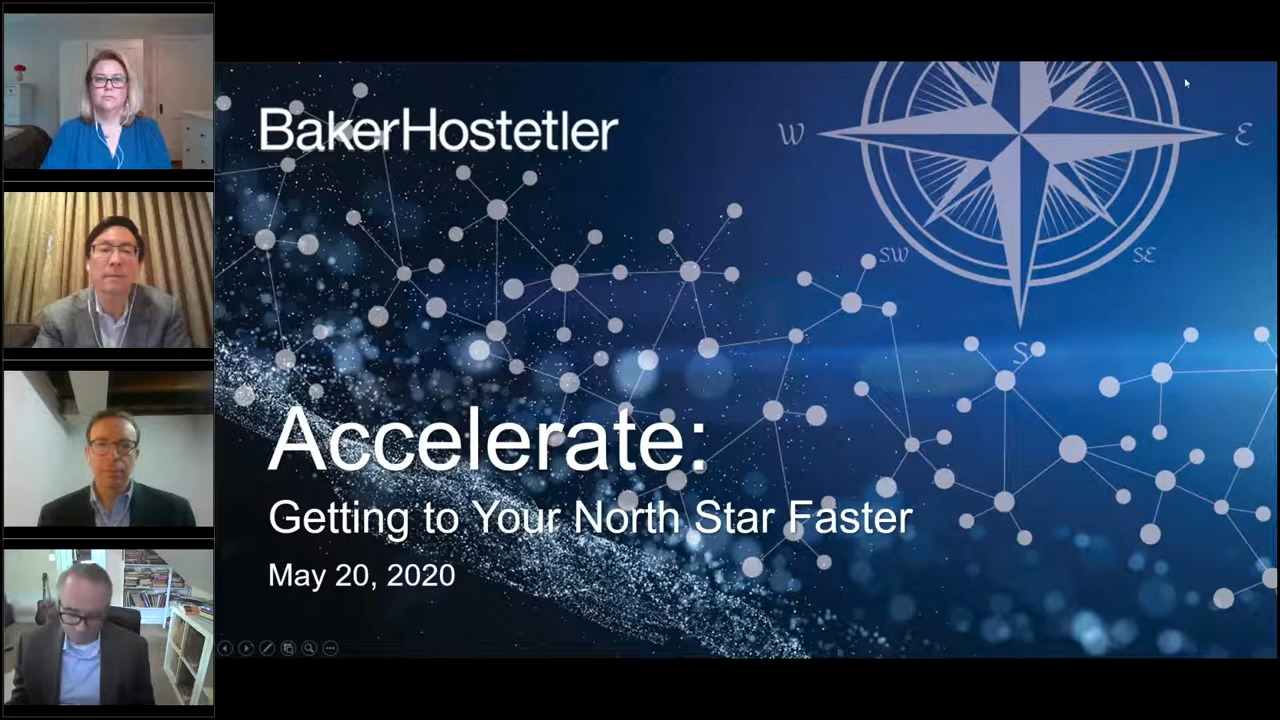 BakerHostetler
W
E
SW
SE
S
Accelerate:
Getting to Your North Star Faster
May 20, 2020